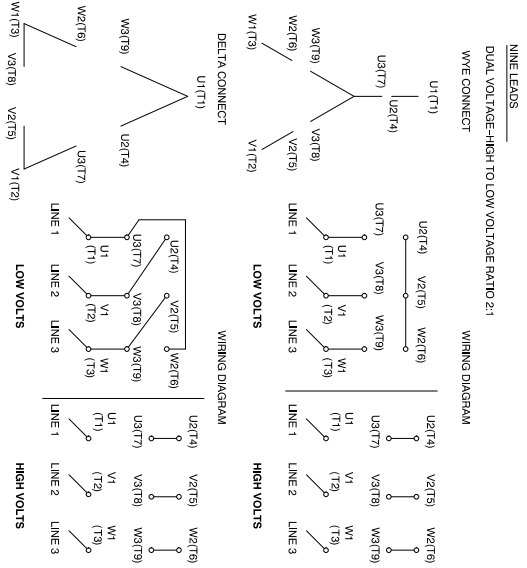 NINE LEADS
DUAL VOLTAGE-HIGH TO LOW VOLTAGE RATIO 2:1
WYE CONNECT
WIRING DIAGRAM
U1(T1)
U2(T4)
U3(T7)
W3(T9)
W2(T6)
W1(T3)
V3(T8)
V2(T5)
V1(T2)
U2(T4) V2(T5) W2(T6)
U3(T7) V3(T8) W3(T9)
U1 V1 W1
(T1) (T2) (T3)
LINE 1 LINE 2 LINE 3
LOW VOLTS
U2(T4) V2(T5) W2(T6)
U3(T7) V3(T8) W3(T9)
U1 V1 W1
(T1) (T2) (T3)
LINE 1 LINE 2 LINE 3
HIGH VOLTS
DELTA CONNECT
WIRING DIAGRAM
U1(T1)
W3(T9)
U2(T4)
W2(T6)
U3(T7)
W1(T3)
V3(T8)
V2(T5)
V1(T2)
U2(T4) V2(T5) W2(T6)
U3(T7) V3(T8) W3(T9)
U1 V1 W1
(T1) (T2) (T3)
LINE 1 LINE 2 LINE 3
LOW VOLTS
U2(T4) V2(T5) W2(T6)
U3(T7) V3(T8) W3(T9)
U1 V1 W1
(T1) (T2) (T3)
LINE 1 LINE 2 LINE 3
HIGH VOLTS